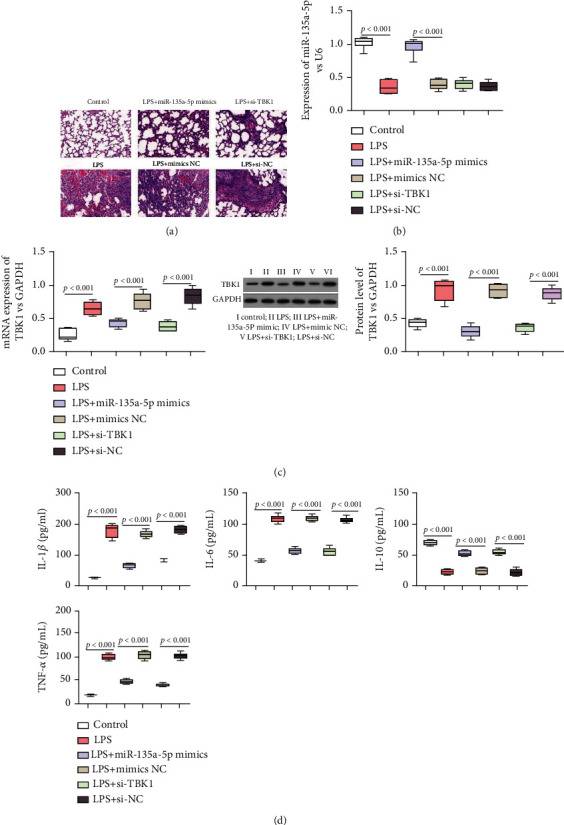 Control
LPS+miR-135a-5p mimics
LPS+si-TBK1
LPS
LPS+mimics NC
LPS+si-NC
(a)
Expression of miR-135a-5p
vs U6
1.5
1.0
0.5
0.0
p < 0.001
p < 0.001
Control
LPS
LPS+miR-135a-5p mimics
LPS+mimics NC
LPS+si-TBK1
LPS+si-NC
(b)
mRNA expression of
TBK1 vs GAPDH
1.5
1.0
0.5
0.0
p < 0.001
p < 0.001
p < 0.001
Control
LPS
LPS+miR-135a-5p mimics
LPS+mimics NC
LPS+si-TBK1
LPS+si-NC
I II III IV V VI
TBK1
GAPDH
I control; II LPS; III LPS+miR-
135a-5p mimic; IV LPS+mimic NC;
V LPS+si-TBK1; LPS+si-NC
Protein level of
TBK1 vs GAPDH
1.5
1.0
0.5
0.0
p < 0.001
p < 0.001
p < 0.001
(c)
IL-1β (pg/ml)
300
200
100
0
p < 0.001
p < 0.001
p < 0.001
IL-6 (pg/mL)
150
100
50
0
p < 0.001
p < 0.001
p < 0.001
IL-10 (pg/mL)
150
100
50
0
p < 0.001
p < 0.001
p < 0.001
TNF-α (pg/mL)
200
150
100
50
0
p < 0.001
p < 0.001
p < 0.001
Control
LPS
LPS+miR-135a-5p mimics
LPS+mimics NC
LPS+si-TBK1
LPS+si-NC
(d)